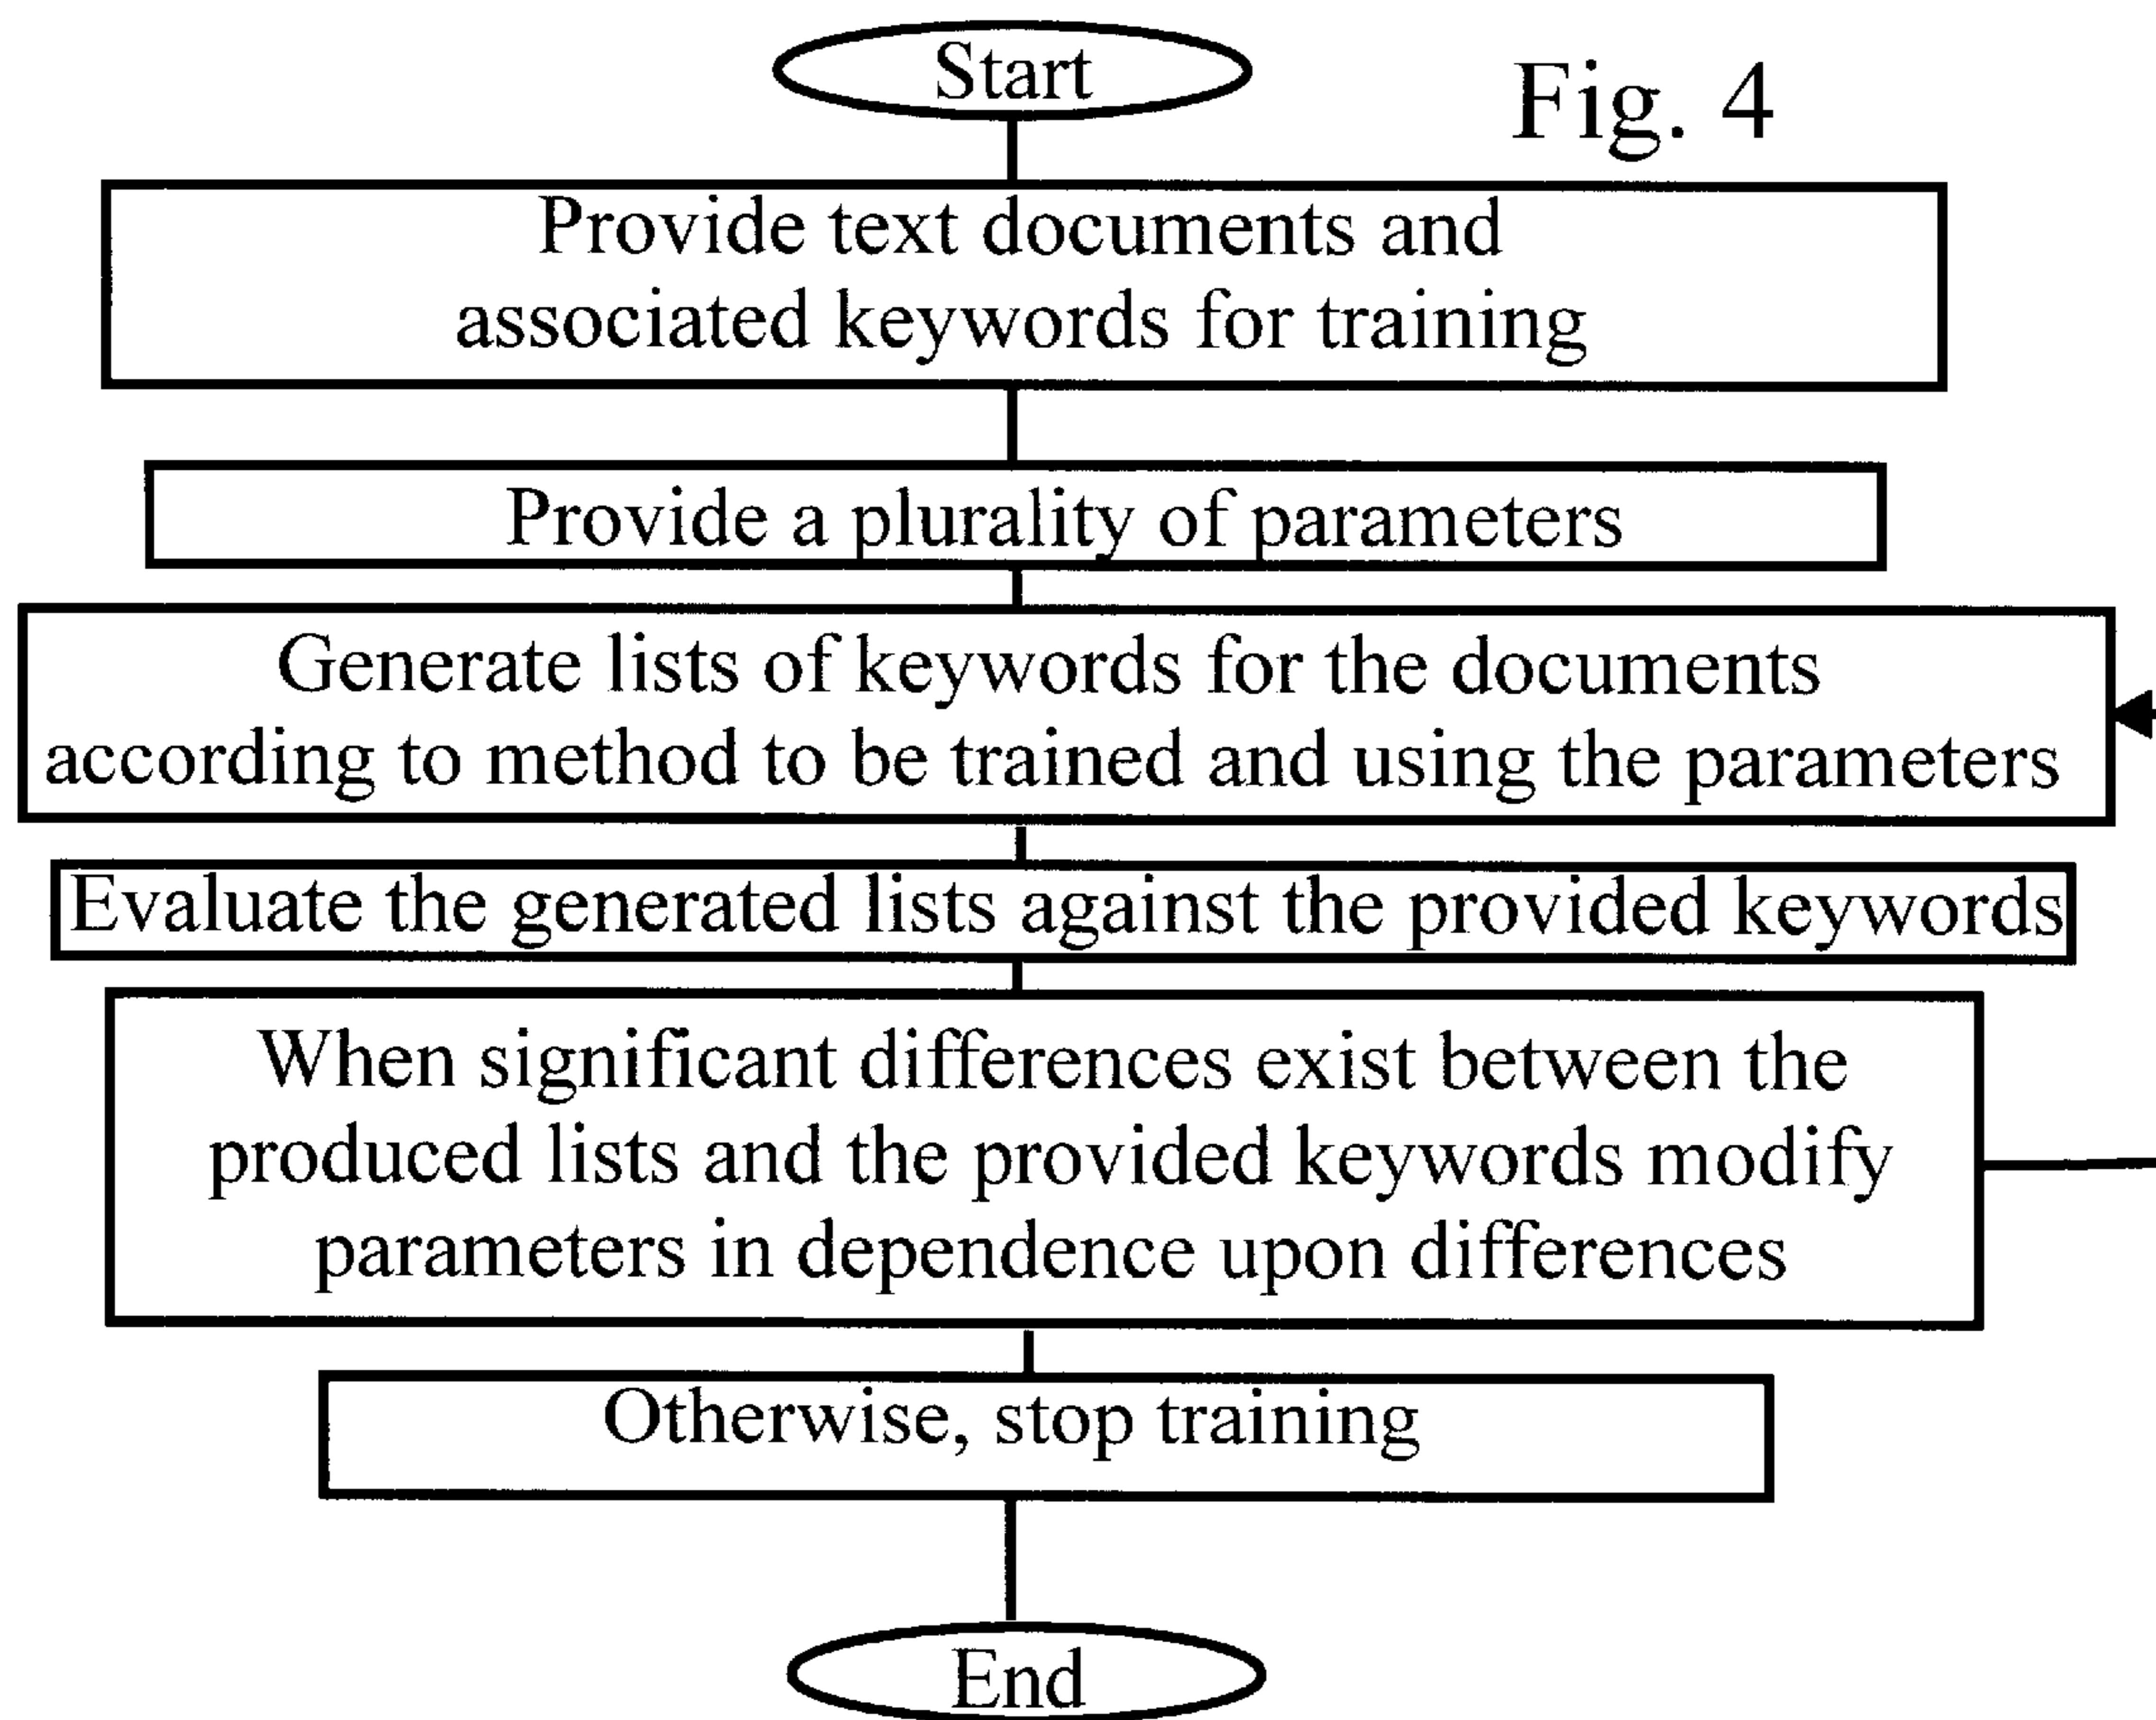 Start
Fig. 4
Provide text documents and
associated keywords for training
Provide a plurality of parameters
Generate lists of keywords for the documents
according to method to be trained and using the parameters
Evaluate the generated lists against the provided keywords
When significant differences exist between the
produced lists and the provided keywords modify
parameters in dependence upon differences
Otherwise, stop training
End